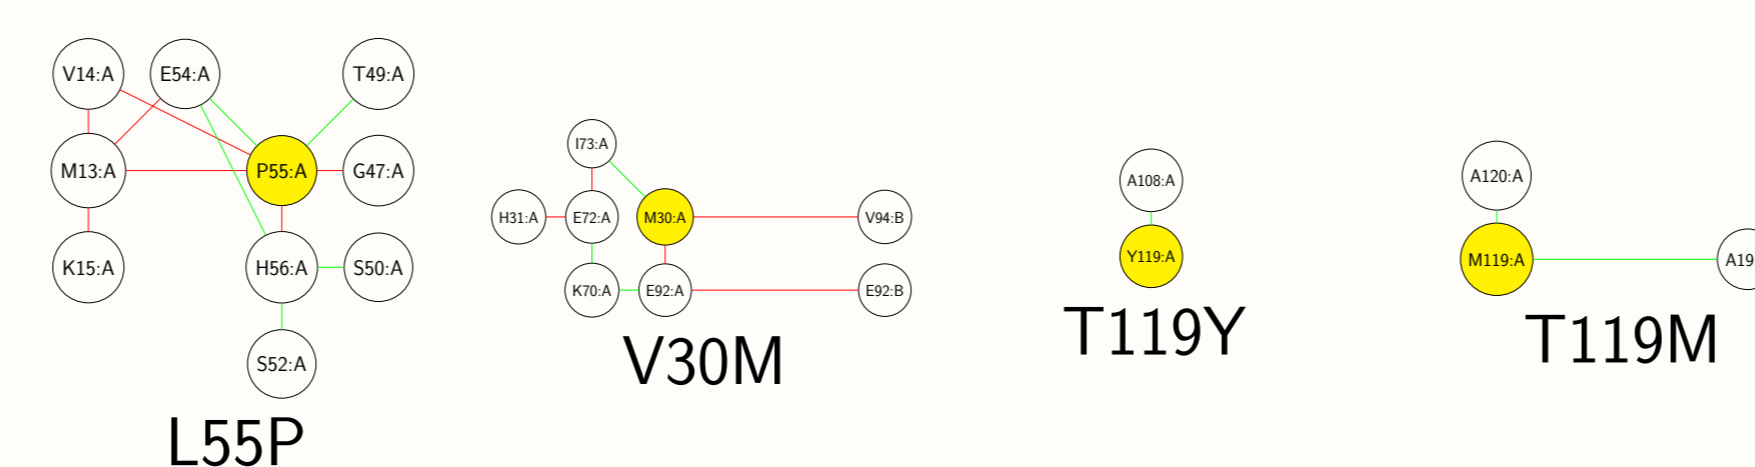 V14:A
E54:A
T49:A
M13:A
P55:A
G47:A
K15:A
H56:A
S50:A
S52:A
L55P
I73:A
H31:A
E72:A
M30:A
V94:B
K70:A
E92:A
E92:B
V30M
A108:A
Y119:A
T119Y
A120:A
M119:A
A19
T119M